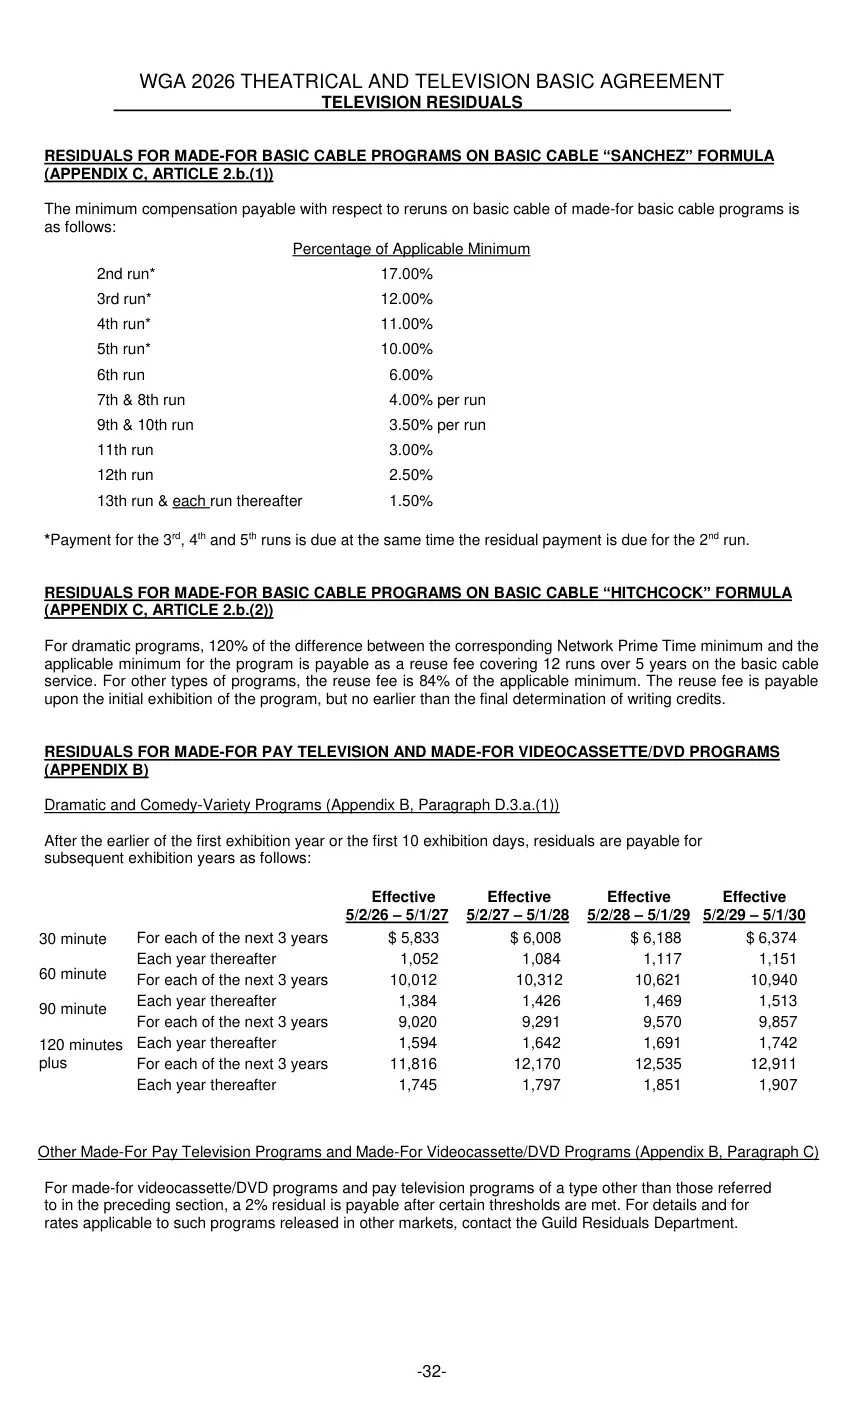 WGA 2026 THEATRICAL AND TELEVISION BASIC AGREEMENT
TELEVISION RESIDUALS
RESIDUALS FOR MADE-FOR BASIC CABLE PROGRAMS ON BASIC CABLE “SANCHEZ” FORMULA
(APPENDIX C, ARTICLE 2.b.(1))
The minimum compensation payable with respect to reruns on basic cable of made-for basic cable programs is
as follows:
Percentage of Applicable Minimum
2nd run* 17.00%
3rd run* 12.00%
4th run* 11.00%
5th run* 10.00%
6th run 6.00%
7th & 8th run 4.00% per run
9th & 10th run 3.50% per run
11th run 3.00%
12th run 2.50%
13th run & each run thereafter 1.50%
*Payment for the 3rd, 4th and 5th runs is due at the same time the residual payment is due for the 2nd run.
RESIDUALS FOR MADE-FOR BASIC CABLE PROGRAMS ON BASIC CABLE “HITCHCOCK” FORMULA
(APPENDIX C, ARTICLE 2.b.(2))
For dramatic programs, 120% of the difference between the corresponding Network Prime Time minimum and the
applicable minimum for the program is payable as a reuse fee covering 12 runs over 5 years on the basic cable
service. For other types of programs, the reuse fee is 84% of the applicable minimum. The reuse fee is payable
upon the initial exhibition of the program, but no earlier than the final determination of writing credits.
RESIDUALS FOR MADE-FOR PAY TELEVISION AND MADE-FOR VIDEOCASSETTE/DVD PROGRAMS
(APPENDIX B)
Dramatic and Comedy-Variety Programs (Appendix B, Paragraph D.3.a.(1))
After the earlier of the first exhibition year or the first 10 exhibition days, residuals are payable for
subsequent exhibition years as follows:
Effective Effective Effective Effective
5/2/26 – 5/1/27 5/2/27 – 5/1/28 5/2/28 – 5/1/29 5/2/29 – 5/1/30
30 minute For each of the next 3 years $ 5,833 $ 6,008 $ 6,188 $ 6,374
Each year thereafter 1,052 1,084 1,117 1,151
60 minute For each of the next 3 years 10,012 10,312 10,621 10,940
Each year thereafter 1,384 1,426 1,469 1,513
90 minute For each of the next 3 years 9,020 9,291 9,570 9,857
120 minutes Each year thereafter 1,594 1,642 1,691 1,742
plus For each of the next 3 years 11,816 12,170 12,535 12,911
Each year thereafter 1,745 1,797 1,851 1,907
Other Made-For Pay Television Programs and Made-For Videocassette/DVD Programs (Appendix B, Paragraph C)
For made-for videocassette/DVD programs and pay television programs of a type other than those referred
to in the preceding section, a 2% residual is payable after certain thresholds are met. For details and for
rates applicable to such programs released in other markets, contact the Guild Residuals Department.
-32-